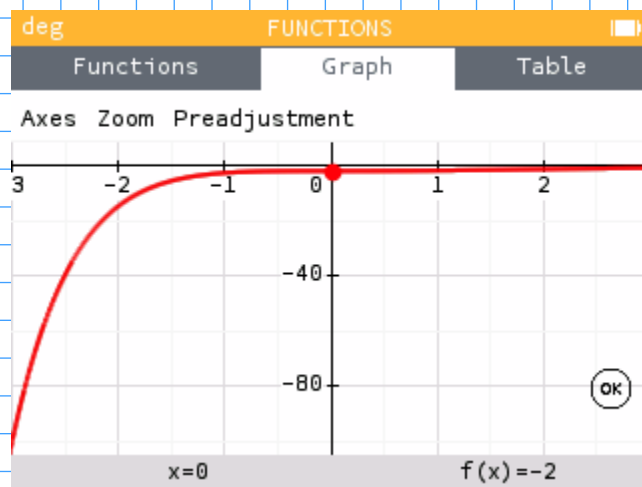 deg FUNCTIONS
Functions Graph Table
Axes Zoom Preadjustment
3 -2 -1 0 1 2
-40
-80
OK
x=0 f(x)=-2